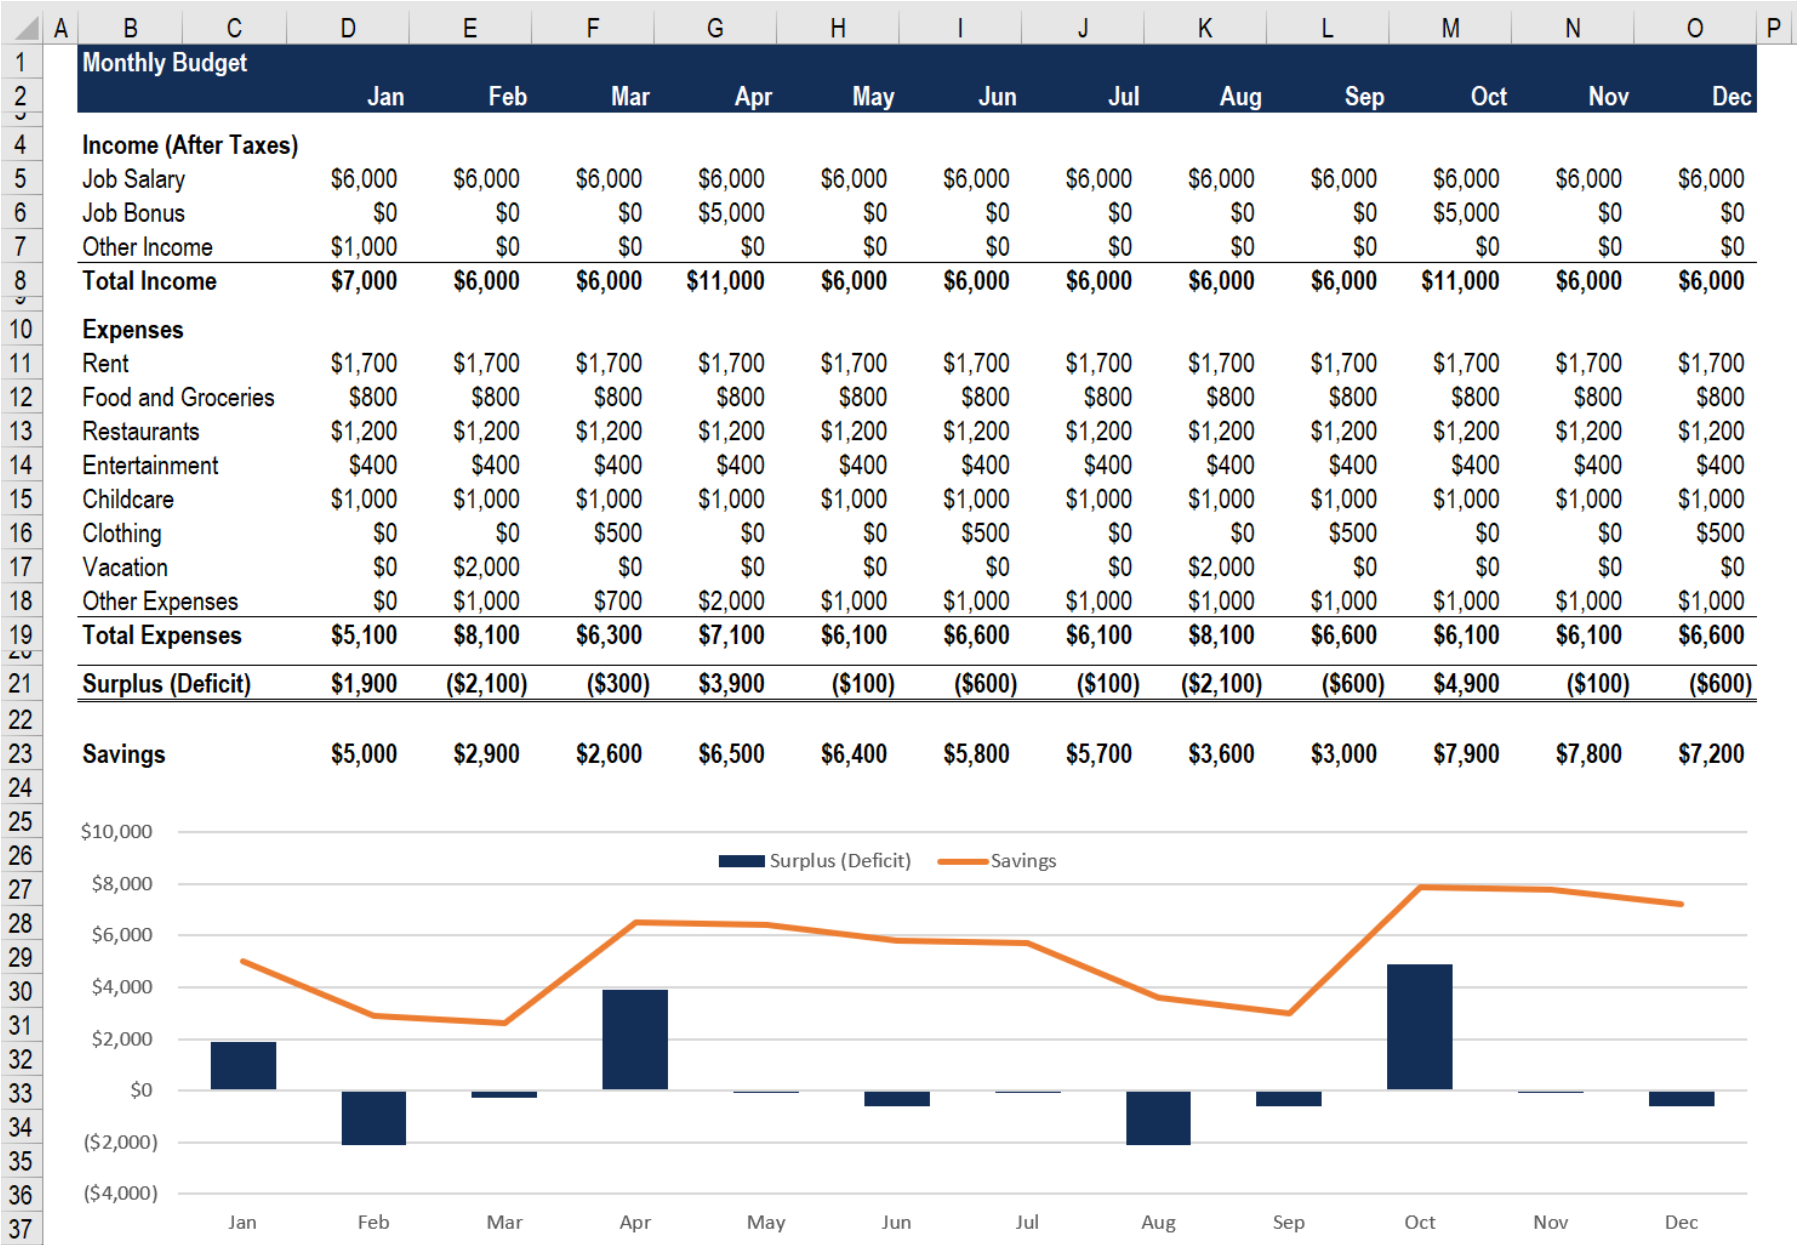 A B C D E F G H I J K L M N O P
1 Monthly Budget
2 Jan Feb Mar Apr May Jun Jul Aug Sep Oct Nov Dec
3
4 Income (After Taxes)
5 Job Salary $6,000 $6,000 $6,000 $6,000 $6,000 $6,000 $6,000 $6,000 $6,000 $6,000 $6,000 $6,000
6 Job Bonus $0 $0 $0 $5,000 $0 $0 $0 $0 $0 $5,000 $0 $0
7 Other Income $1,000 $0 $0 $0 $0 $0 $0 $0 $0 $0 $0 $0
8 Total Income $7,000 $6,000 $6,000 $11,000 $6,000 $6,000 $6,000 $6,000 $6,000 $11,000 $6,000 $6,000
9
10 Expenses
11 Rent $1,700 $1,700 $1,700 $1,700 $1,700 $1,700 $1,700 $1,700 $1,700 $1,700 $1,700 $1,700
12 Food and Groceries $800 $800 $800 $800 $800 $800 $800 $800 $800 $800 $800 $800
13 Restaurants $1,200 $1,200 $1,200 $1,200 $1,200 $1,200 $1,200 $1,200 $1,200 $1,200 $1,200 $1,200
14 Entertainment $400 $400 $400 $400 $400 $400 $400 $400 $400 $400 $400 $400
15 Childcare $1,000 $1,000 $1,000 $1,000 $1,000 $1,000 $1,000 $1,000 $1,000 $1,000 $1,000 $1,000
16 Clothing $0 $0 $500 $0 $0 $500 $0 $0 $500 $0 $0 $500
17 Vacation $0 $2,000 $0 $0 $0 $0 $0 $2,000 $0 $0 $0 $0
18 Other Expenses $0 $1,000 $700 $2,000 $1,000 $1,000 $1,000 $1,000 $1,000 $1,000 $1,000 $1,000
19 Total Expenses $5,100 $8,100 $6,300 $7,100 $6,100 $6,600 $6,100 $8,100 $6,600 $6,100 $6,100 $6,600
20
21 Surplus (Deficit) $1,900 ($2,100) ($300) $3,900 ($100) ($600) ($100) ($2,100) ($600) $4,900 ($100) ($600)
22
23 Savings $5,000 $2,900 $2,600 $6,500 $6,400 $5,800 $5,700 $3,600 $3,000 $7,900 $7,800 $7,200
24
25 $10,000
26 Surplus (Deficit) Savings
27 $8,000
28 $6,000
29
30 $4,000
31 $2,000
32
33 $0
34 ($2,000)
35
36 ($4,000)
37 Jan Feb Mar Apr May Jun Jul Aug Sep Oct Nov Dec